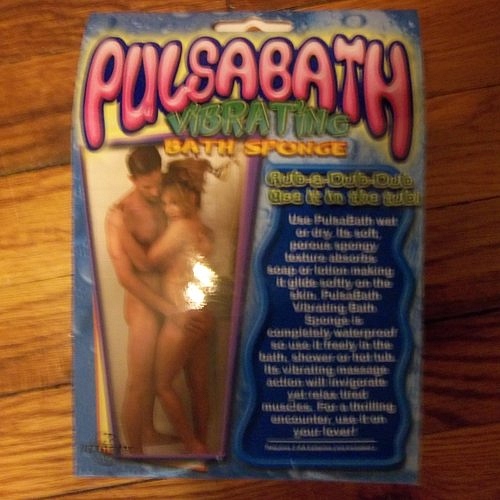 PULSABATH
VIBRATING
BATH SPONGE
Rub-a-Dub-Dub
Use it in the tub!
Use PulsaBath wet
or dry. Its soft,
porous spongy
texture absorbs
soap or lotion making
it glide softly on the
skin. PulsaBath
Vibrating Bath
Sponge is
completely waterproof
so use it freely in the
bath, shower or hot tub.
Its vibrating massage
action will invigorate
yet relax tired
muscles. For a thrilling
encounter, use it on
your lover!